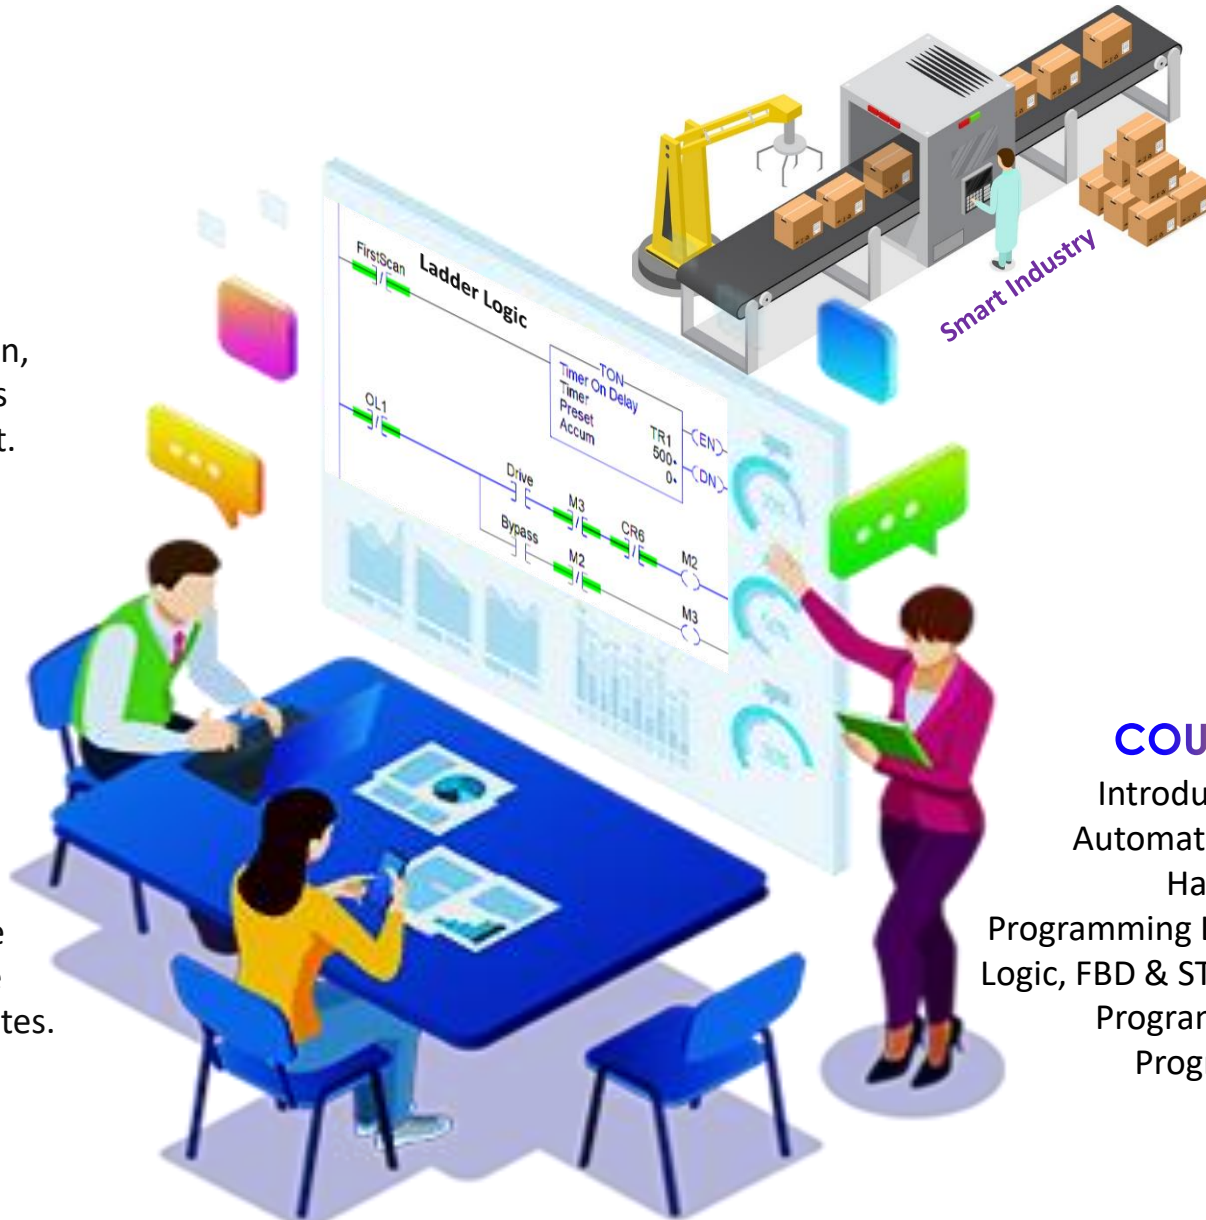 Smart Industry
Ladder Logic
FirstScan
TON
Timer On Delay
Timer TR1
Preset 500
Accum 0
EN
DN
OL1
Drive
M3
CR6
M2
Bypass
M2
M3
n,
s
t.
e
e
tes.
COU
Introdu
Automat
Ha
Programming
Logic, FBD & ST
Progra
Prog